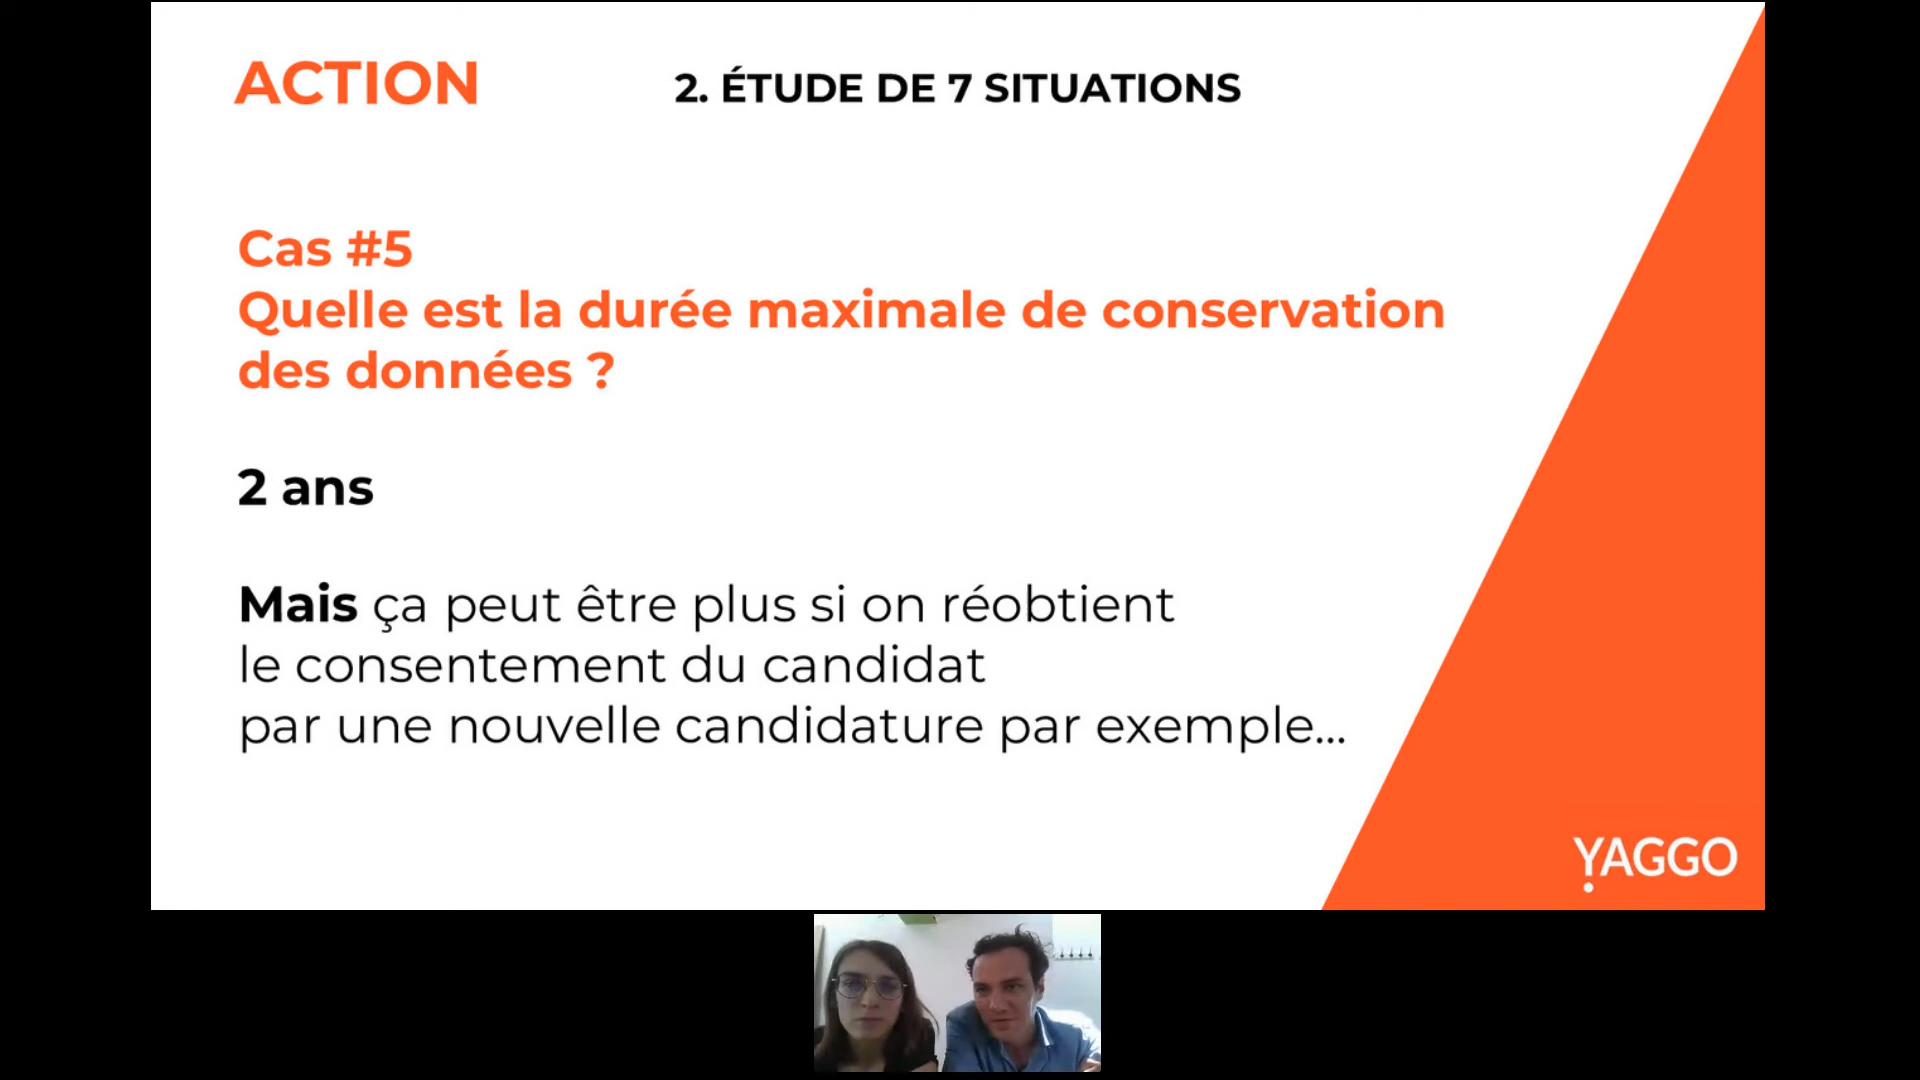 ACTION
2. ÉTUDE DE 7 SITUATIONS
Cas #5
Quelle est la durée maximale de conservation
des données ?
2 ans
Mais ça peut être plus si on réobtient
le consentement du candidat
par une nouvelle candidature par exemple...
YAGGO